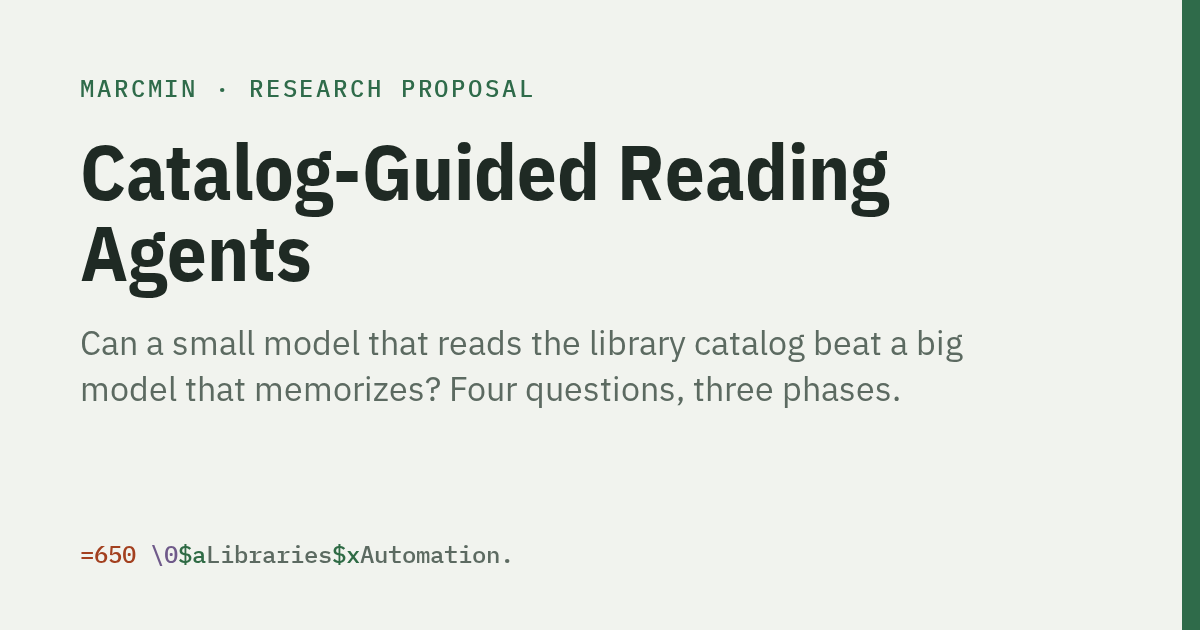 MARCMIN · RESEARCH PROPOSAL
Catalog-Guided Reading
Agents
Can a small model that reads the library catalog beat a big
model that memorizes? Four questions, three phases.
=650 \0$aLibraries$xAutomation.